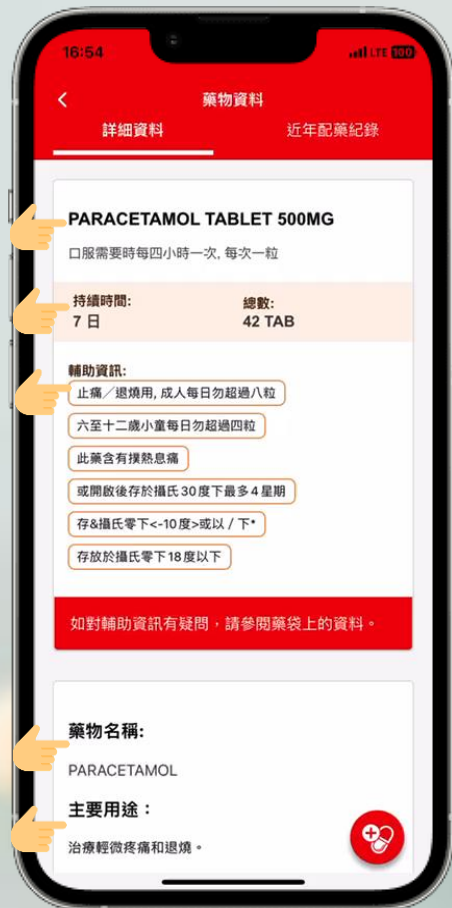 16:54
LTE 100
藥物資料
詳細資料
近年配藥紀錄
PARACETAMOL TABLET 500MG
口服需要時每四小時一次, 每次一粒
持續時間: 總數:
7 日 42 TAB
輔助資訊:
止痛／退燒用, 成人每日勿超過八粒
六至十二歲小童每日勿超過四粒
此藥含有撲熱息痛
或開啟後存於攝氏30度下最多4星期
存&攝氏零下<-10度>或以 / 下*
存放於攝氏零下18度以下
如對輔助資訊有疑問，請參閱藥袋上的資料。
藥物名稱:
PARACETAMOL
主要用途：
治療輕微疼痛和退燒。